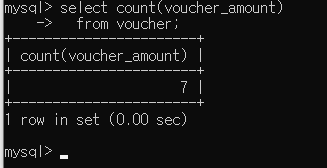 mysql> select count(voucher_amount)
    ->   from voucher;
+-----------------------+
| count(voucher_amount) |
+-----------------------+
|                     7 |
+-----------------------+
1 row in set (0.00 sec)

mysql> _